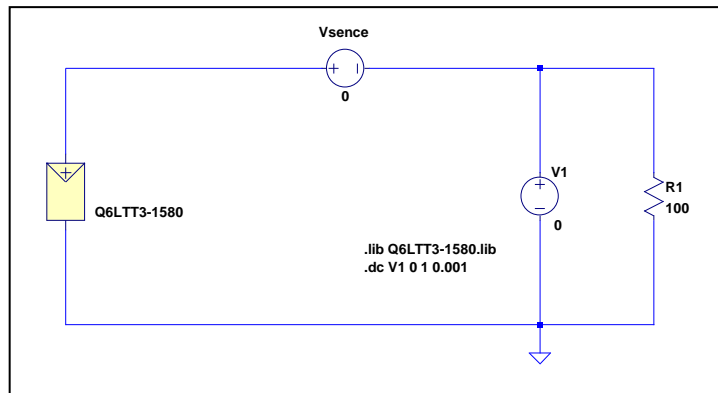 Vsence
+ −
0
+
Q6LTT3-1580
V1
+
−
0
R1
100
.lib Q6LTT3-1580.lib
.dc V1 0 1 0.001